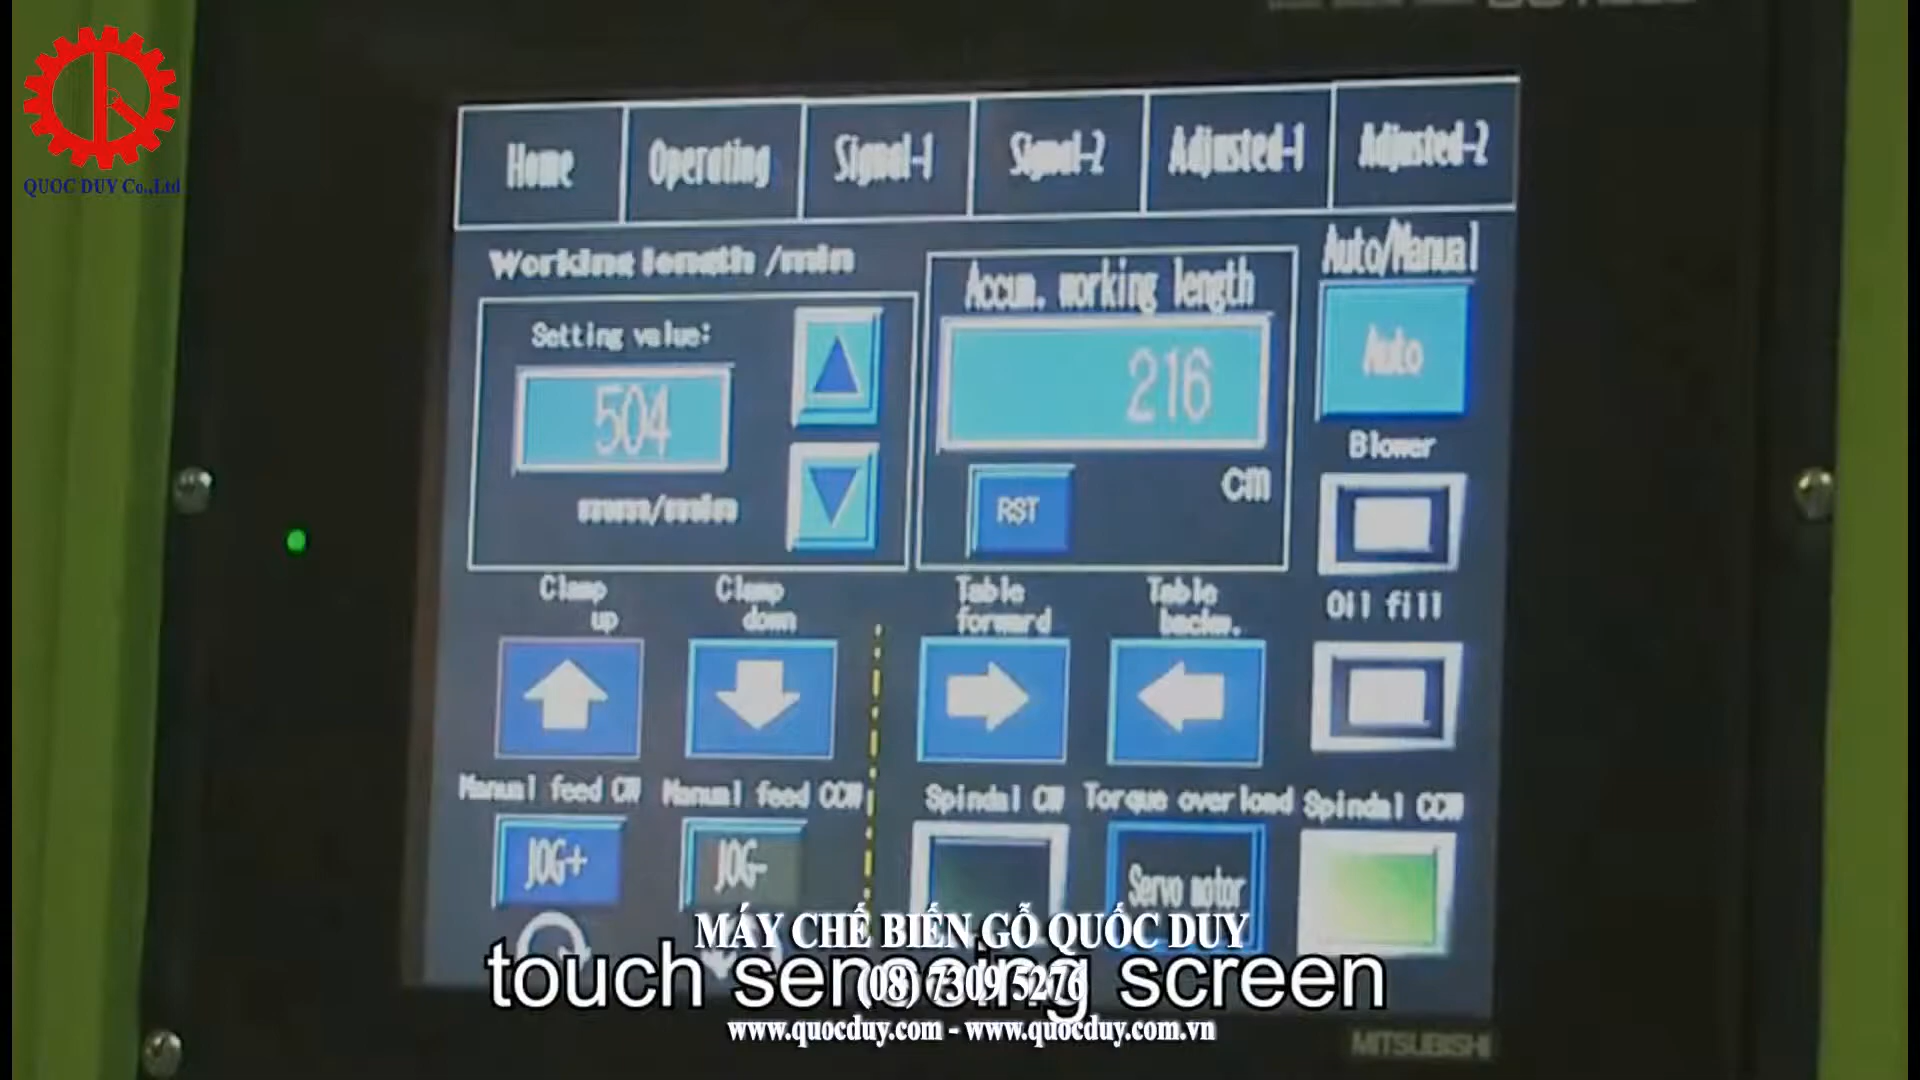 QUOC DUY Co.,Ltd
Home Operating Signal-1 Signal-2 Adjusted-1 Adjusted-2
Working length /min
Setting value:
504
mm/min
Accum. working length
216
cm
RST
Auto/Manual
Auto
Blower
Oil fill
Clamp up
Clamp down
Table forward
Table backw.
Manual feed CW
Manual feed CCW
Spindal CW
Torque overload
Spindal CCW
JOG+
JOG-
Servo motor
MÁY CHẾ BIẾN GỖ QUỐC DUY
touch sensoing screen
(08) 7309 5276
www.quocduy.com - www.quocduy.com.vn
MITSUBISHI